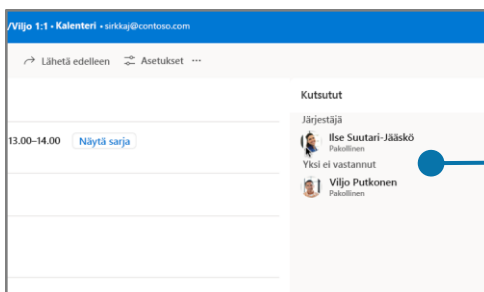 /Viljo 1:1 • Kalenteri • sirkkaj@contoso.com
Lähetä edelleen Asetukset ···
Kutsutut
Järjestäjä
Ilse Suutari-Jääskö
Pakollinen
13.00–14.00 Näytä sarja
Yksi ei vastannut
Viljo Putkonen
Pakollinen